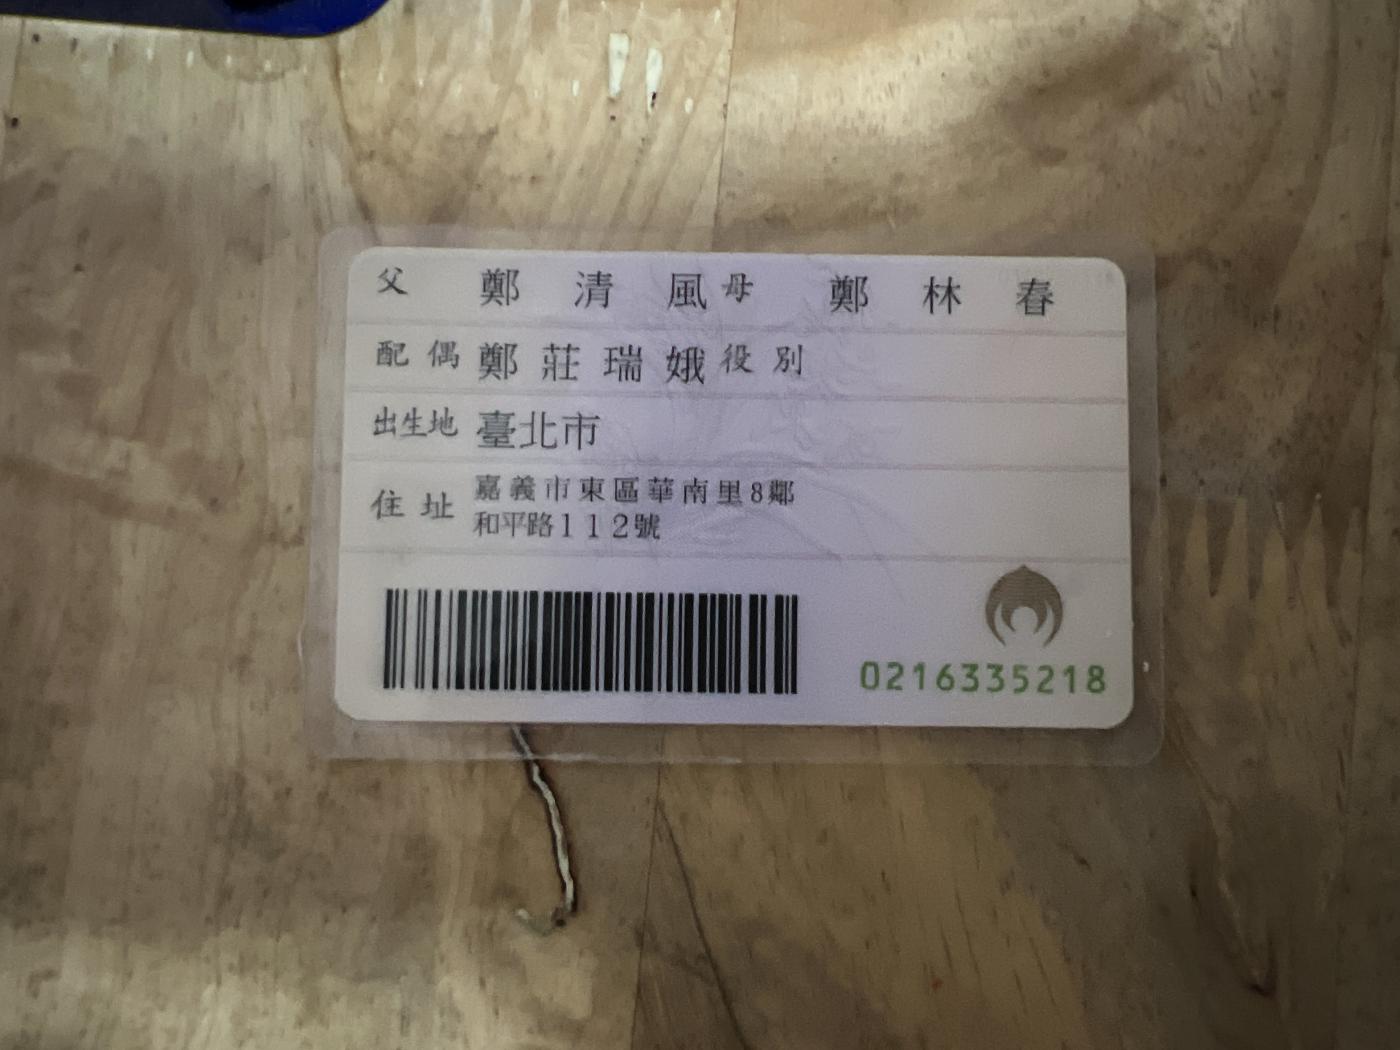 父 鄭清風 母 鄭林春
配偶 鄭莊瑞娥 役別
出生地 臺北市
住址 嘉義市東區華南里8鄰
和平路112號
0216335218